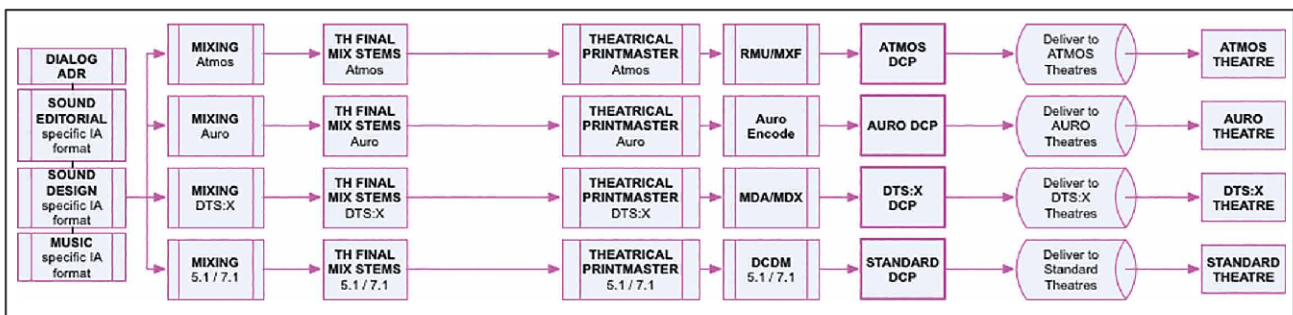 DIALOG
ADR
SOUND
EDITORIAL
specific IA
format
SOUND
DESIGN
specific IA
format
MUSIC
specific IA
format
MIXING
Atmos
TH FINAL
MIX STEMS
Atmos
THEATRICAL
PRINTMASTER
Atmos
RMU/MXF
ATMOS
DCP
Deliver to
ATMOS
Theatres
ATMOS
THEATRE
MIXING
Auro
TH FINAL
MIX STEMS
Auro
THEATRICAL
PRINTMASTER
Auro
Auro
Encode
AURO DCP
Deliver to
AURO
Theatres
AURO
THEATRE
MIXING
DTS:X
TH FINAL
MIX STEMS
DTS:X
THEATRICAL
PRINTMASTER
DTS:X
MDA/MDX
DTS:X
DCP
Deliver to
DTS:X
Theatres
DTS:X
THEATRE
MIXING
5.1 / 7.1
TH FINAL
MIX STEMS
5.1 / 7.1
THEATRICAL
PRINTMASTER
5.1 / 7.1
DCDM
5.1 / 7.1
STANDARD
DCP
Deliver to
Standard
Theatres
STANDARD
THEATRE